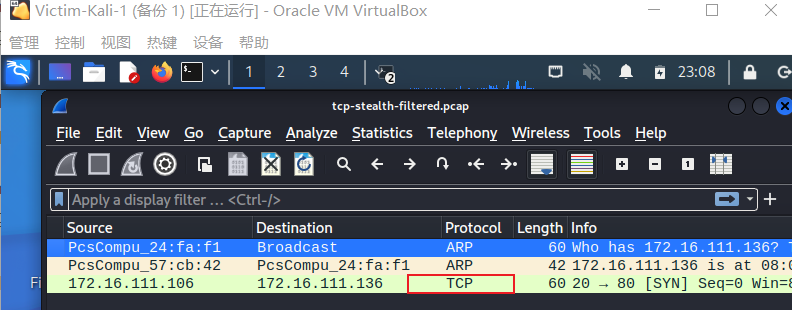 Victim-Kali-1 (备份 1) [正在运行] - Oracle VM VirtualBox
管理 控制 视图 热键 设备 帮助
1 2 3 4 2 23:08
tcp-stealth-filtered.pcap
File Edit View Go Capture Analyze Statistics Telephony Wireless Tools Help
Apply a display filter … <Ctrl-/>
Source Destination Protocol Length Info
PcsCompu_24:fa:f1 Broadcast ARP 60 Who has 172.16.111.136?
PcsCompu_57:cb:42 PcsCompu_24:fa:f1 ARP 42 172.16.111.136 is at 08:0
Fi 172.16.111.106 172.16.111.136 TCP 60 20 → 80 [SYN] Seq=0 Win=8